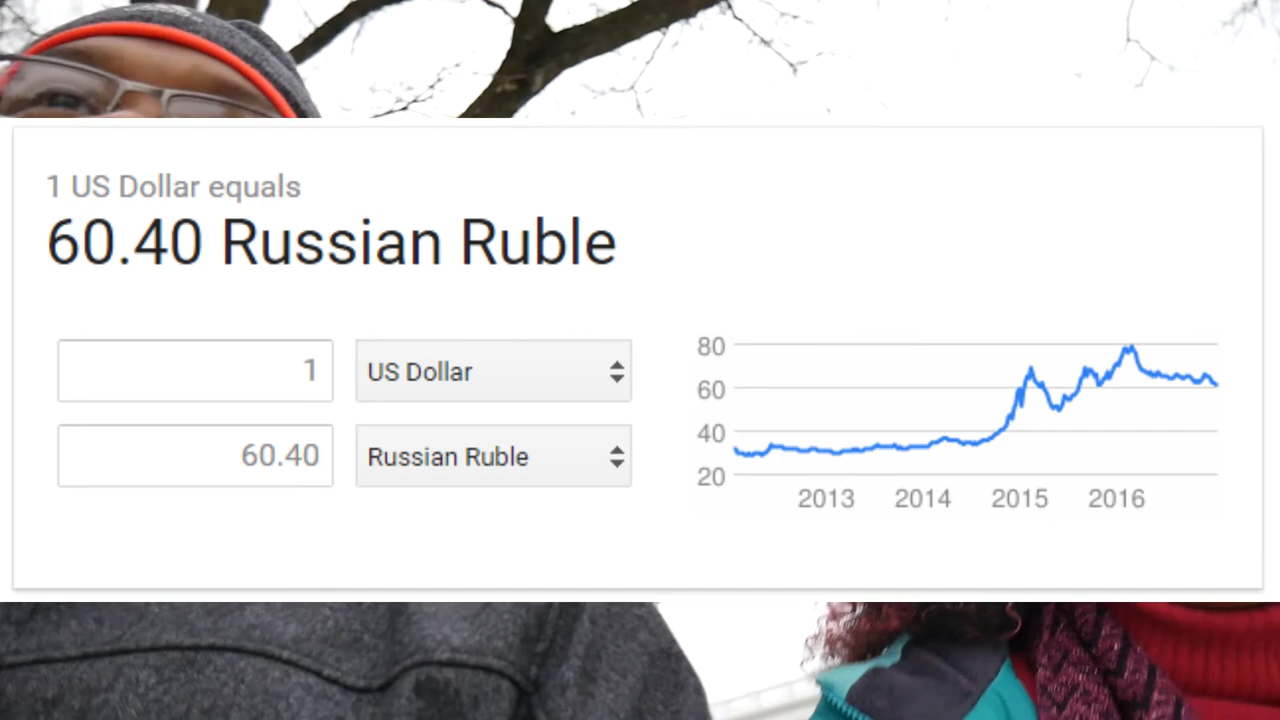 1 US Dollar equals
60.40 Russian Ruble
1 US Dollar
60.40 Russian Ruble
80
60
40
20
2013 2014 2015 2016